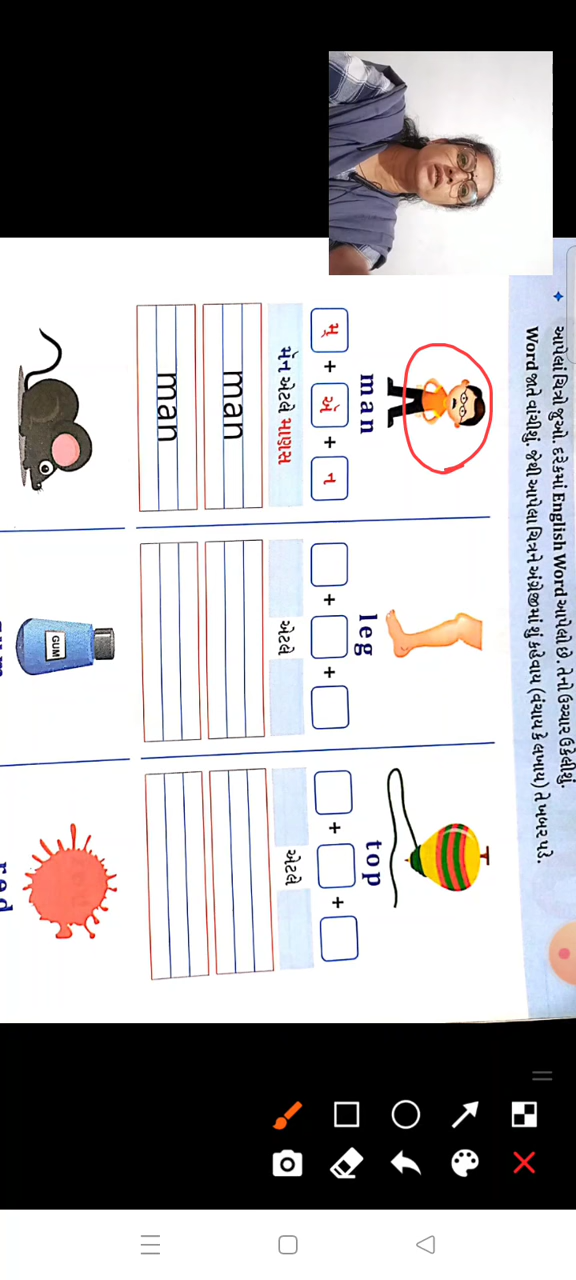 આપેલાં ચિત્રો જુઓ. દરેકમાં English Word આપેલો છે. તેનો ઉચ્ચાર ઉકેલીશું.
Word જાતે વાંચીશું. જેથી આપેલા ચિત્રને અંગ્રેજીમાં શું કહેવાય (વંચાય કે લખાય) તે ખબર પડે.
man
leg
top
મ્ + ઍ + ન
+ +
+ +
મેન એટલે માણસ
એટલે
એટલે
man
man
GUM